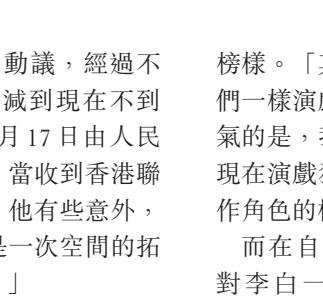 動議，經過不
減到現在不到
月 17 日由人民
當收到香港聯
他有些意外，
是一次空間的拓
」
榜樣。「
們一樣演
氣的是，
現在演戲
作角色的
而在自
對李白一